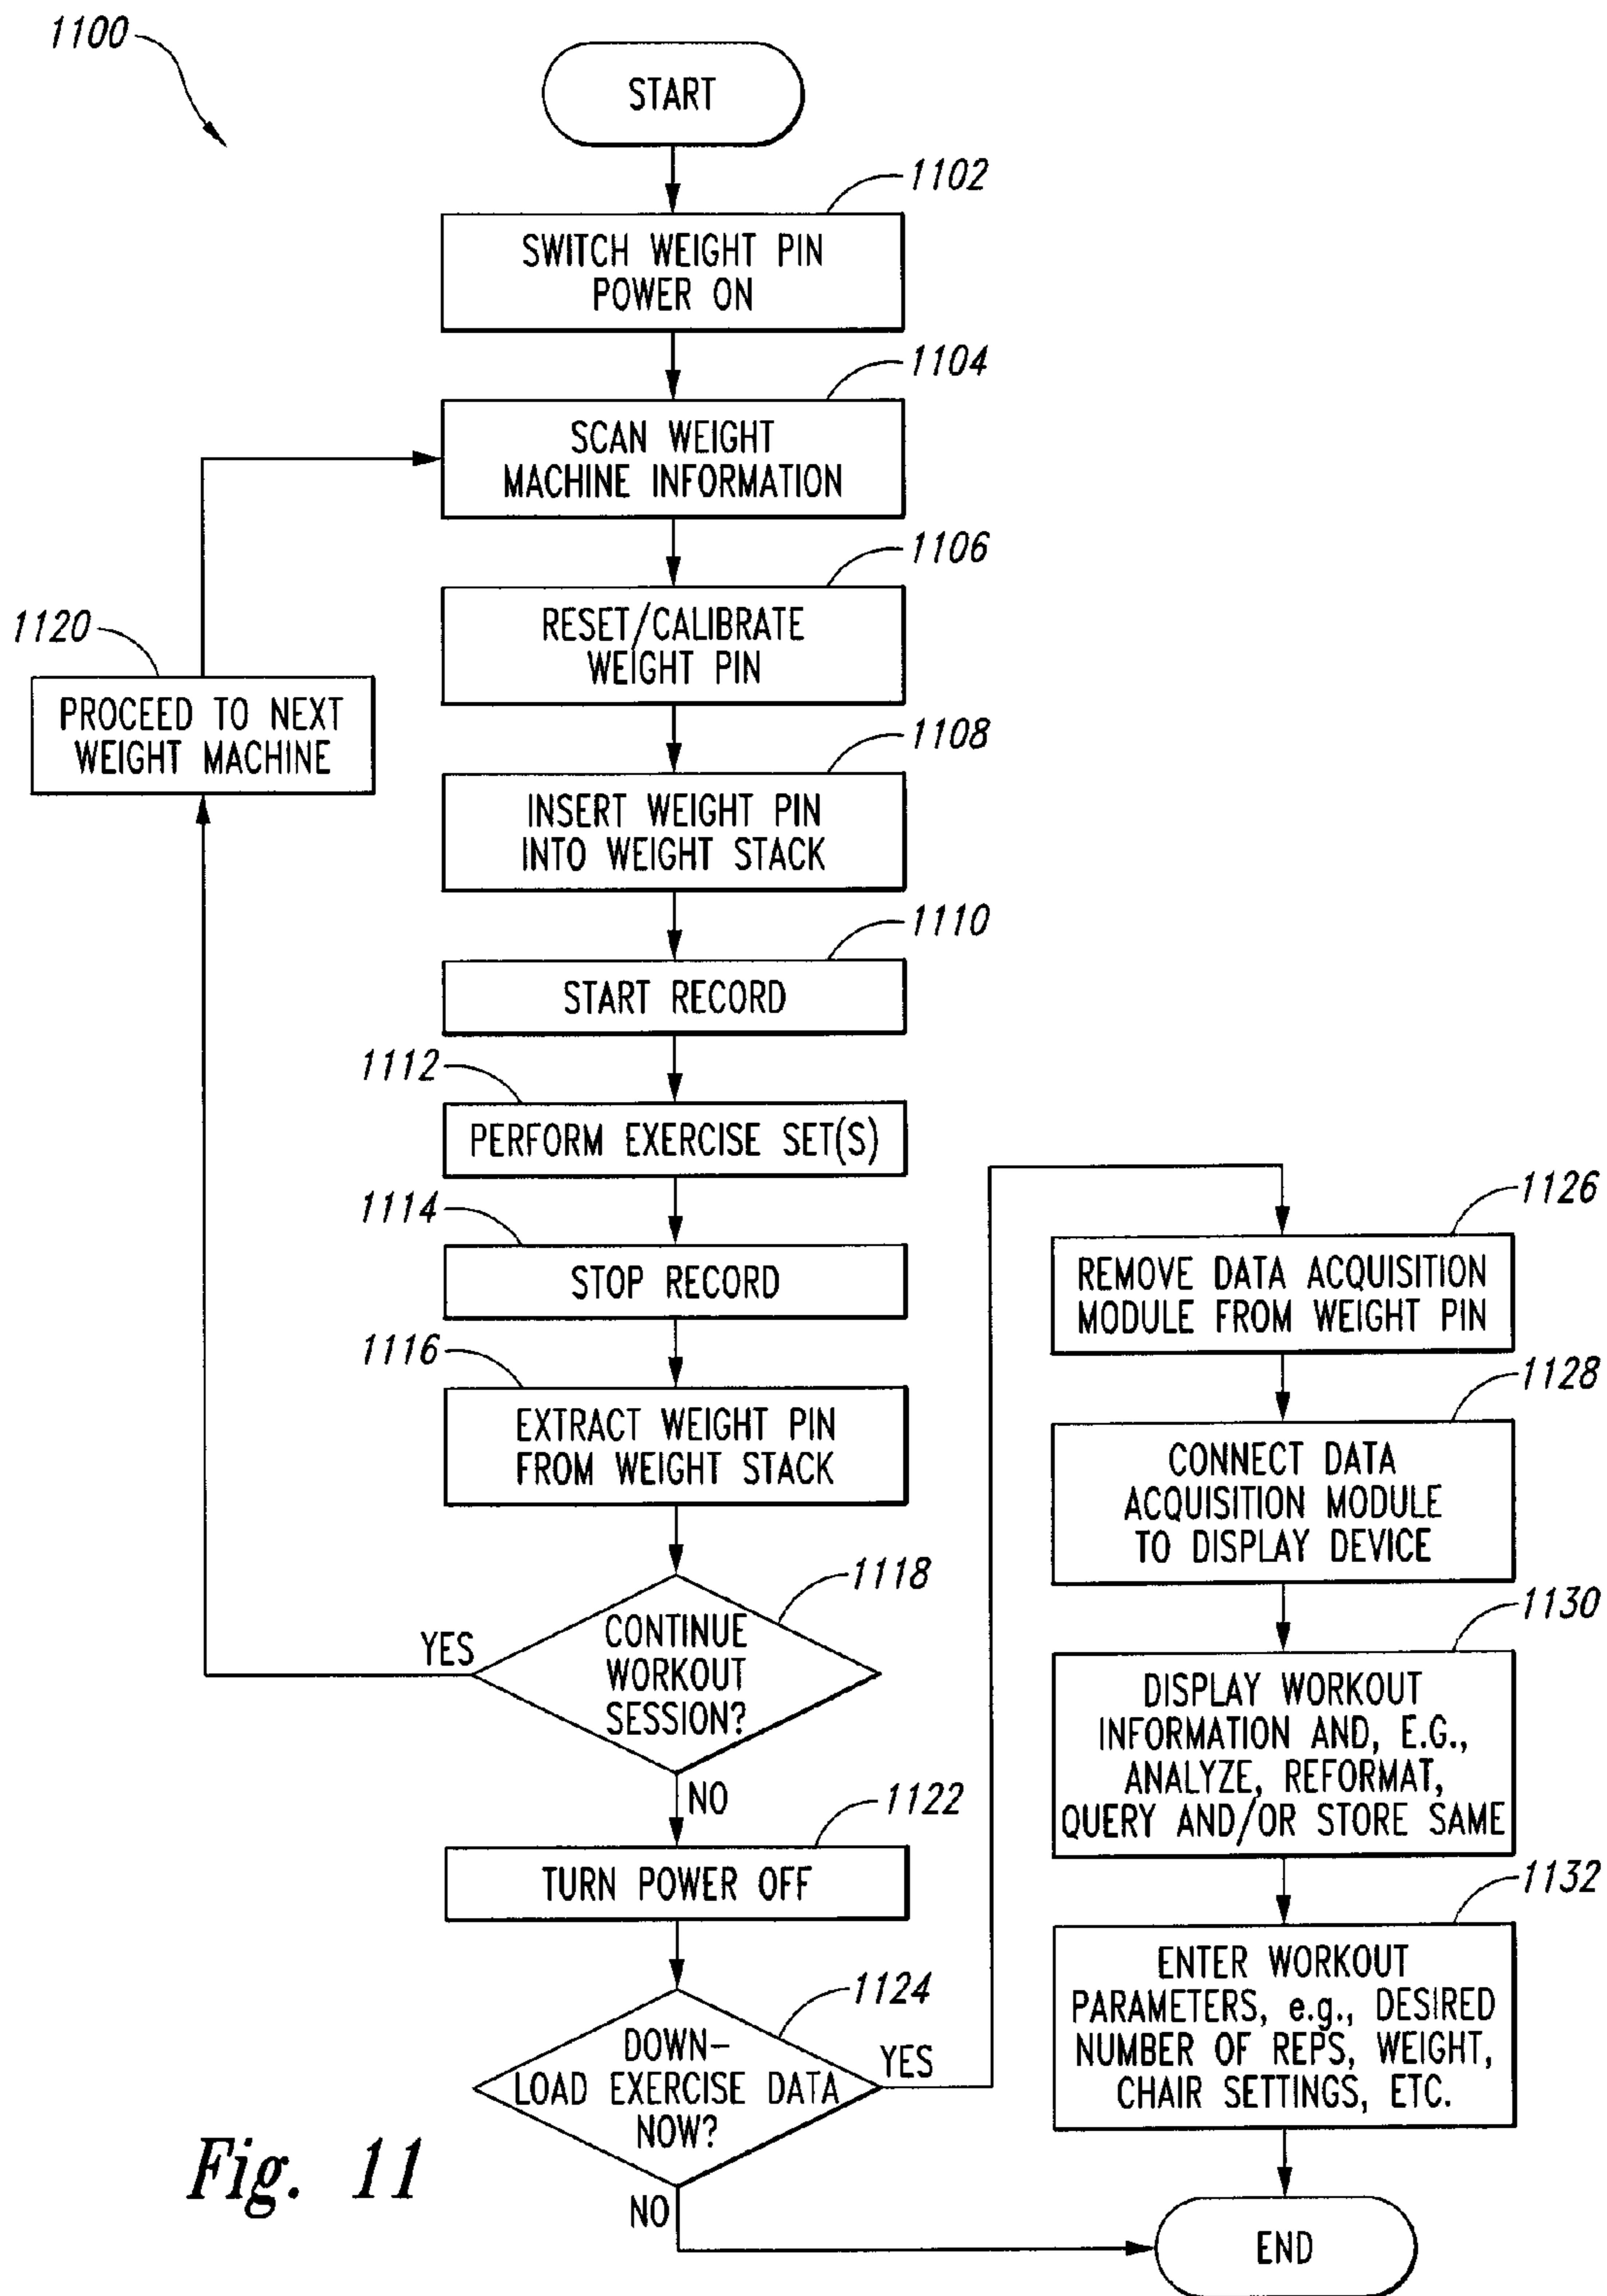 1100
START
1102
SWITCH WEIGHT PIN
POWER ON
1104
SCAN WEIGHT
MACHINE INFORMATION
1106
RESET/CALIBRATE
WEIGHT PIN
1120
PROCEED TO NEXT
WEIGHT MACHINE
1108
INSERT WEIGHT PIN
INTO WEIGHT STACK
1110
START RECORD
1112
PERFORM EXERCISE SET(S)
1114
STOP RECORD
1116
EXTRACT WEIGHT PIN
FROM WEIGHT STACK
1118
CONTINUE
WORKOUT
SESSION?
YES
NO
1122
TURN POWER OFF
1124
DOWN-
LOAD EXERCISE DATA
NOW?
YES
NO
1126
REMOVE DATA ACQUISITION
MODULE FROM WEIGHT PIN
1128
CONNECT DATA
ACQUISITION MODULE
TO DISPLAY DEVICE
1130
DISPLAY WORKOUT
INFORMATION AND, E.G.,
ANALYZE, REFORMAT,
QUERY AND/OR STORE SAME
1132
ENTER WORKOUT
PARAMETERS, e.g., DESIRED
NUMBER OF REPS, WEIGHT,
CHAIR SETTINGS, ETC.
END
Fig. 11